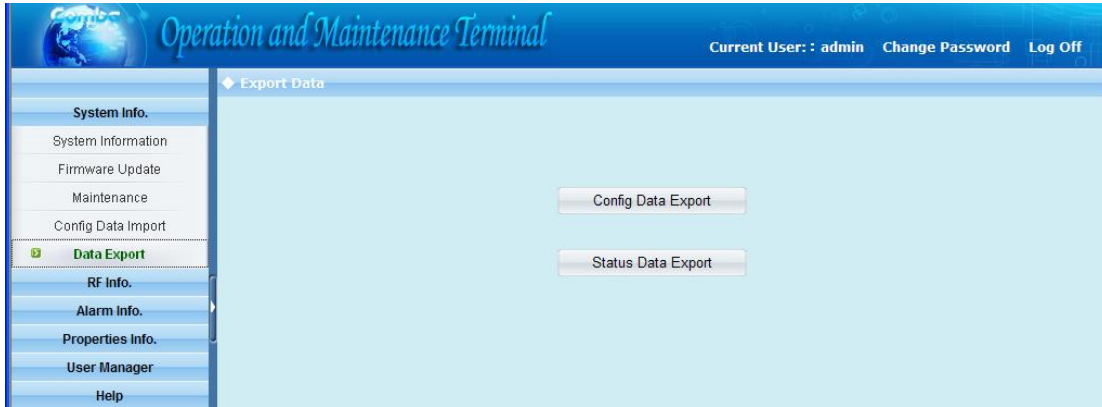 Comba
Operation and Maintenance Terminal
Current User: : admin Change Password Log Off
Export Data
System Info.
System Information
Firmware Update
Maintenance
Config Data Import
Data Export
RF Info.
Alarm Info.
Properties Info.
User Manager
Help
Config Data Export
Status Data Export